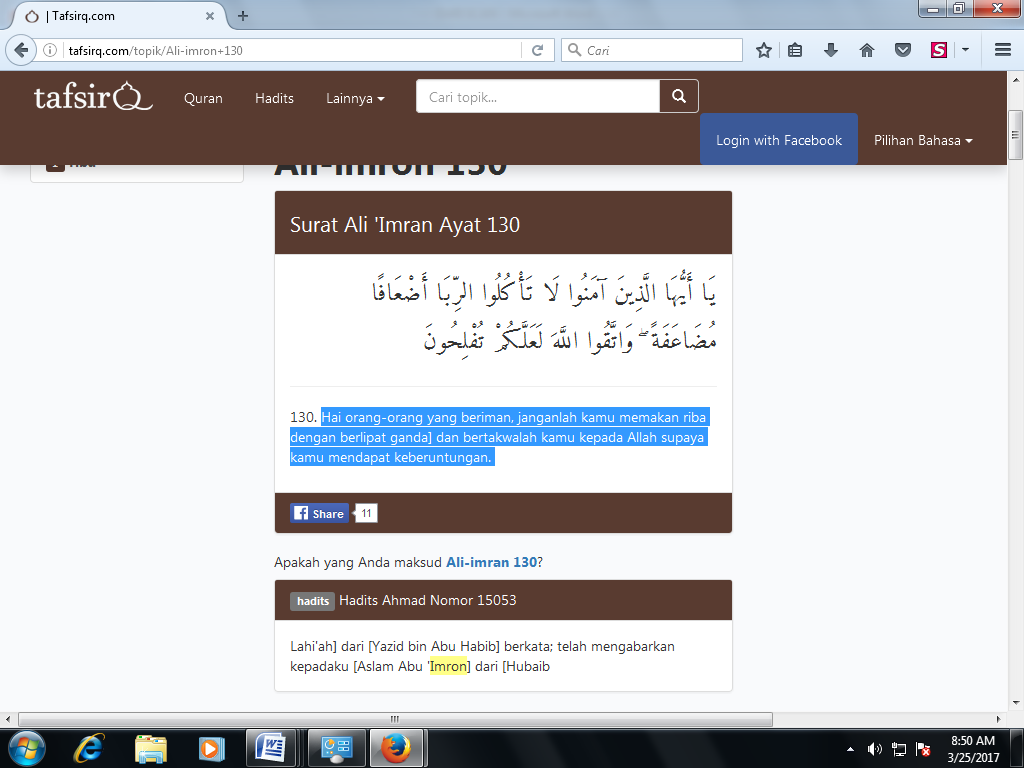 | Tafsirq.com
tafsirq.com/topik/Ali-imron+130
Cari
tafsirQ
Quran
Hadits
Lainnya
Cari topik...
Login with Facebook
Pilihan Bahasa
Ali-imron 130
Surat Ali 'Imran Ayat 130
يَا أَيُّهَا الَّذِينَ آمَنُوا لَا تَأْكُلُوا الرِّبَا أَضْعَافًا
مُضَاعَفَةً ۖ وَاتَّقُوا اللَّهَ لَعَلَّكُمْ تُفْلِحُونَ
130. Hai orang-orang yang beriman, janganlah kamu memakan riba
dengan berlipat ganda] dan bertakwalah kamu kepada Allah supaya
kamu mendapat keberuntungan.
Share
11
Apakah yang Anda maksud Ali-imran 130?
hadits Hadits Ahmad Nomor 15053
Lahi'ah] dari [Yazid bin Abu Habib] berkata; telah mengabarkan
kepadaku [Aslam Abu 'Imron] dari [Hubaib
8:50 AM
3/25/2017